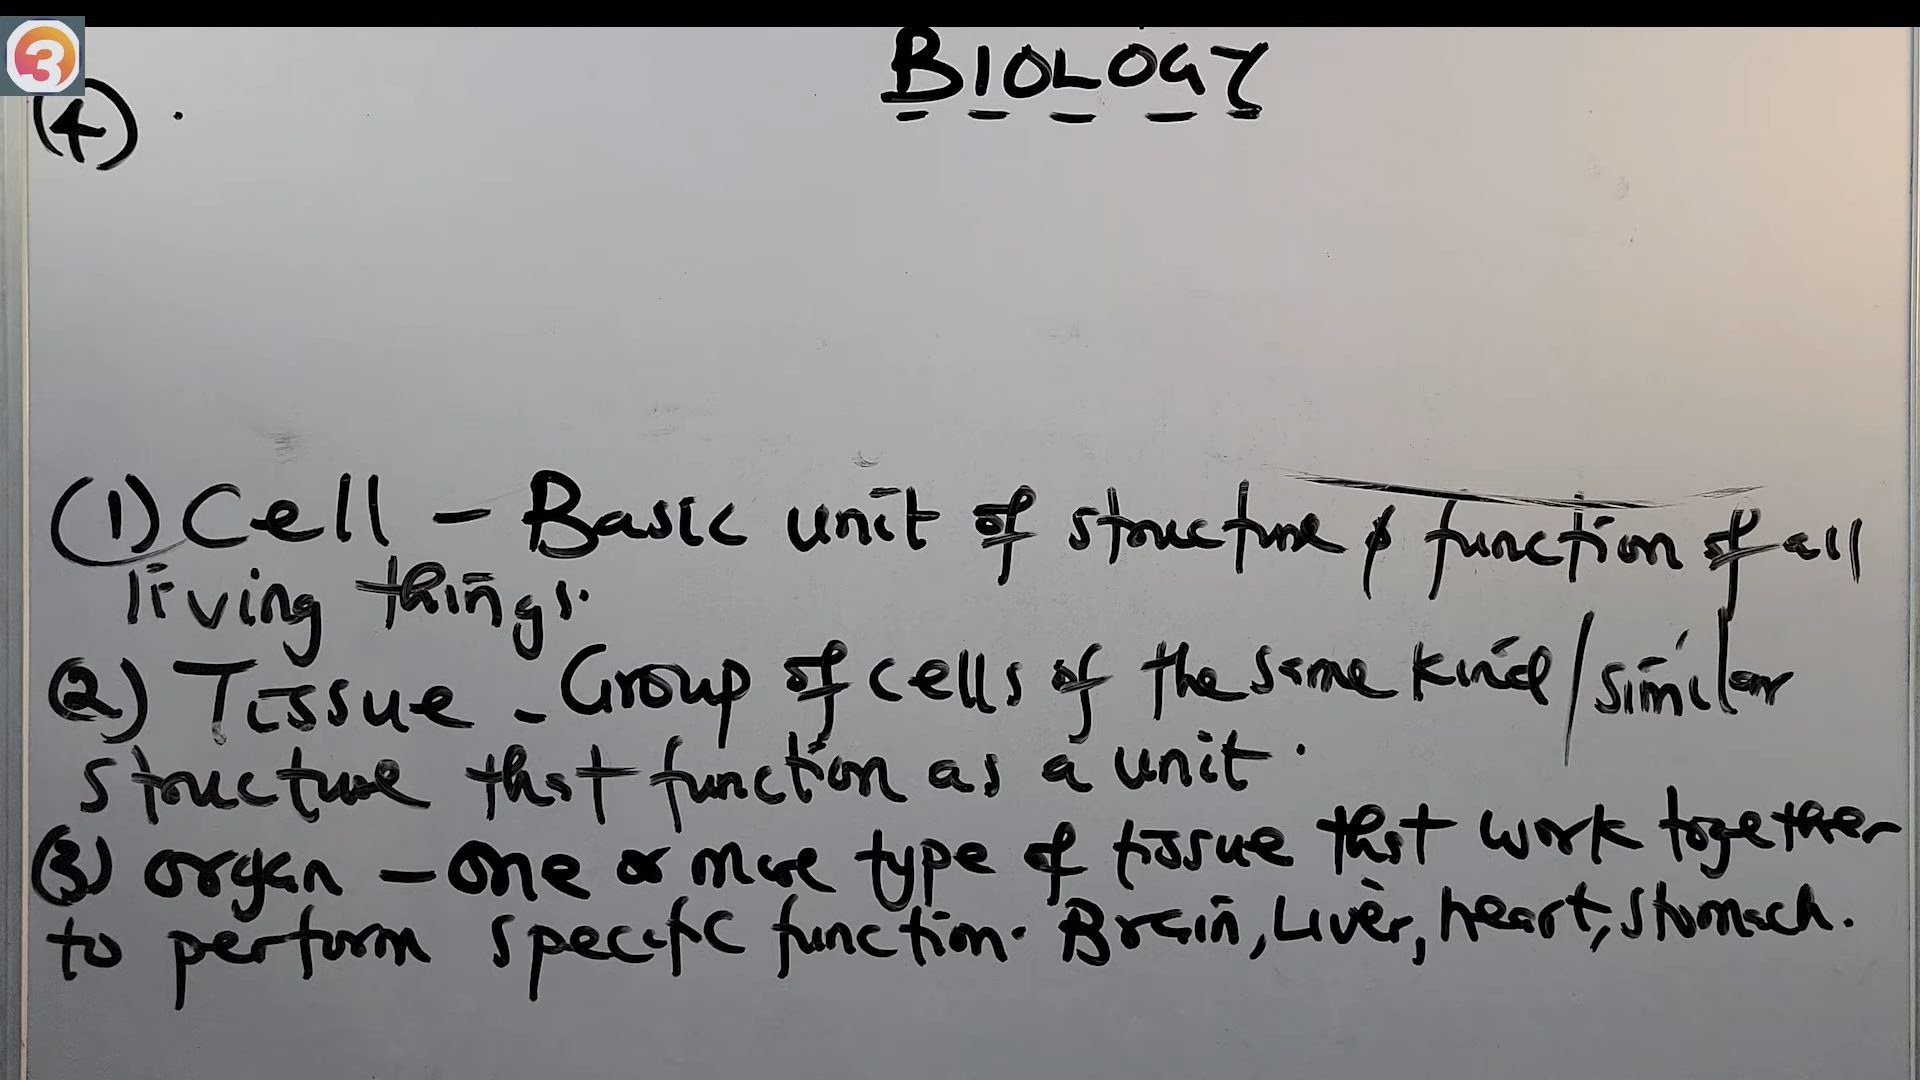 3
BIOLOGY
(4) .
(1) Cell - Basic unit of structure & function of all
living things.
(2) Tissue - Group of cells of the same kind/similar
structure that function as a unit.
(3) organ - one or more type of tissue that work together
to perform specific function. Brain, Liver, heart, Stomach.